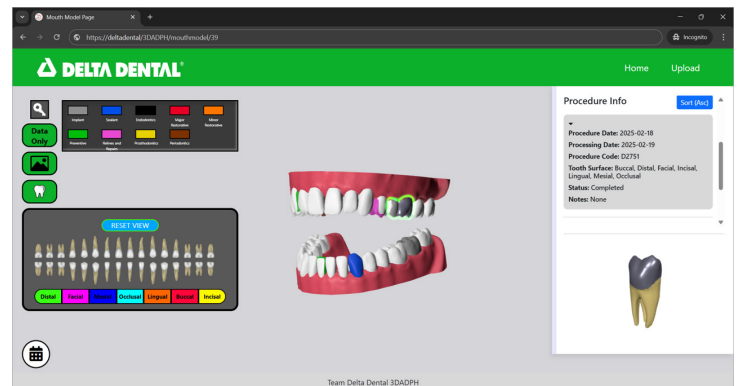 Mouth Model Page
https://deltadental/3DADPH/mouthmodel/39
Incognito
DELTA DENTAL®
Home
Upload
Data Only
Implant
Sealant
Endodontics
Major Restorative
Minor Restorative
Preventive
Relines and Repairs
Prosthodontics
Periodontics
RESET VIEW
Distal
Facial
Mesial
Occlusal
Lingual
Buccal
Incisal
Procedure Info
Sort (Asc)
Procedure Date: 2025-02-18
Processing Date: 2025-02-19
Procedure Code: D2751
Tooth Surface: Buccal, Distal, Facial, Incisal,
Lingual, Mesial, Occlusal
Status: Completed
Notes: None
Team Delta Dental 3DADPH